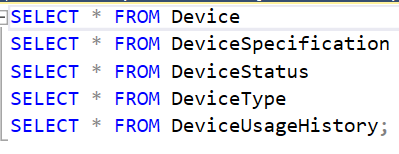 SELECT * FROM Device
SELECT * FROM DeviceSpecification
SELECT * FROM DeviceStatus
SELECT * FROM DeviceType
SELECT * FROM DeviceUsageHistory;